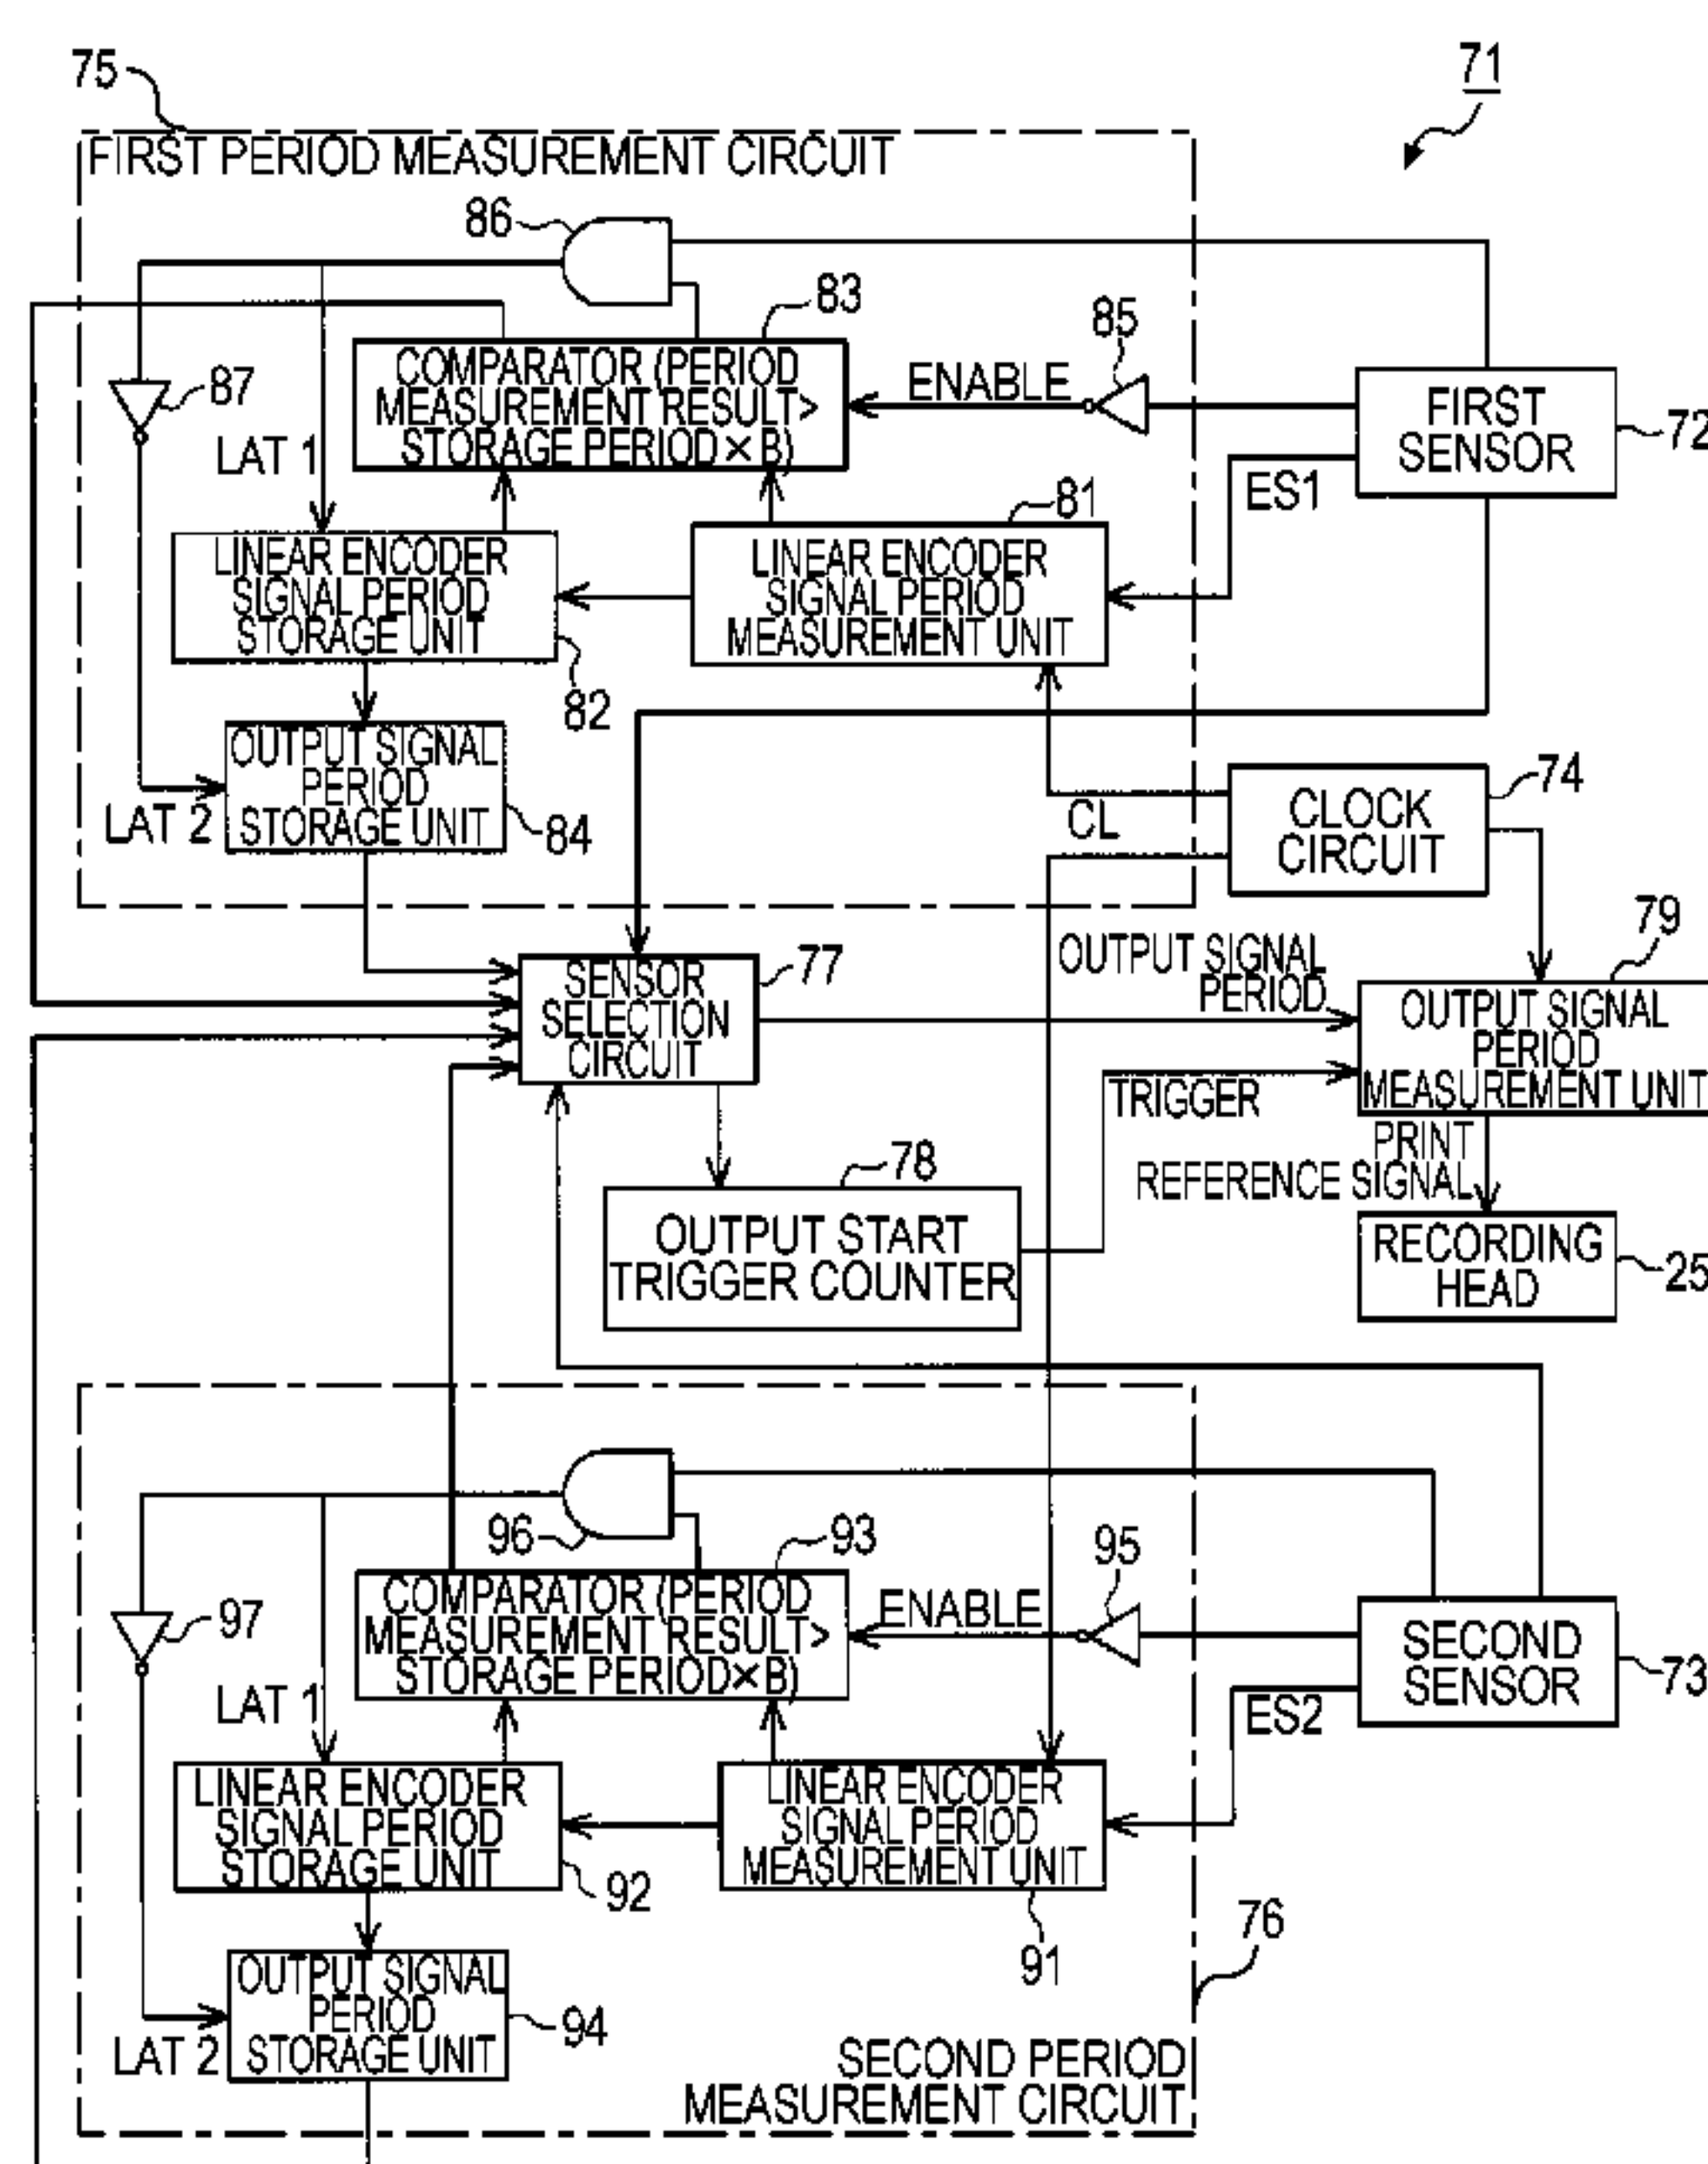 75
71
FIRST PERIOD MEASUREMENT CIRCUIT
86
83
85
COMPARATOR (PERIOD
MEASUREMENT RESULT>
STORAGE PERIOD × B)
ENABLE
87
FIRST
SENSOR
72
LAT 1
ES1
81
LINEAR ENCODER
SIGNAL PERIOD
STORAGE UNIT
LINEAR ENCODER
SIGNAL PERIOD
MEASUREMENT UNIT
82
OUTPUT SIGNAL
PERIOD
STORAGE UNIT
LAT 2
84
CL
CLOCK
CIRCUIT
74
79
SENSOR
SELECTION
CIRCUIT
77
OUTPUT SIGNAL
PERIOD
OUTPUT SIGNAL
PERIOD
MEASUREMENT UNIT
TRIGGER
78
PRINT
REFERENCE SIGNAL
OUTPUT START
TRIGGER COUNTER
RECORDING
HEAD
25
96
93
95
COMPARATOR (PERIOD
MEASUREMENT RESULT>
STORAGE PERIOD×B)
ENABLE
97
SECOND
SENSOR
73
LAT 1
ES2
LINEAR ENCODER
SIGNAL PERIOD
STORAGE UNIT
LINEAR ENCODER
SIGNAL PERIOD
MEASUREMENT UNIT
92
91
76
OUTPUT SIGNAL
PERIOD
STORAGE UNIT
LAT 2
94
SECOND PERIOD
MEASUREMENT CIRCUIT